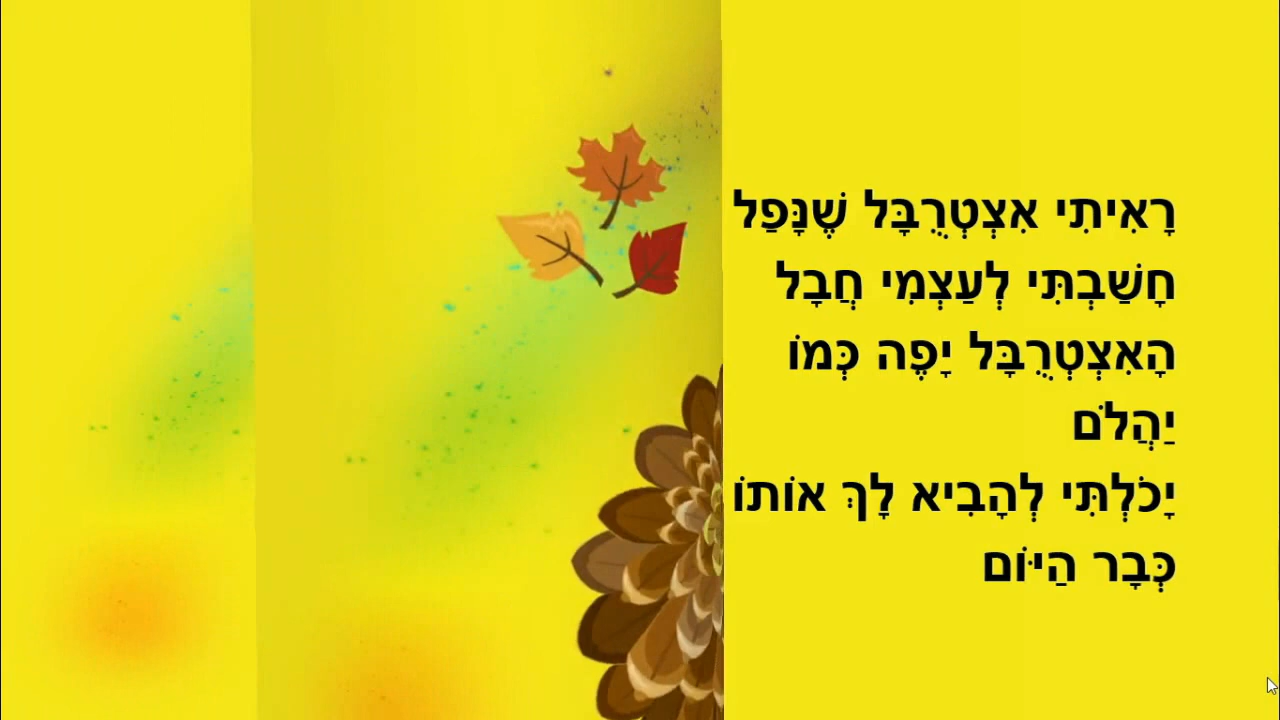 רָאִיתִי אִצְטְרֻבָּל שֶׁנָּפַל
חָשַׁבְתִּי לְעַצְמִי חֲבָל
הָאִצְטְרֻבָּל יָפֶה כְּמוֹ
יַהֲלֹם
יָכֹלְתִּי לְהָבִיא לָךְ אוֹתוֹ
כְּבָר הַיּוֹם